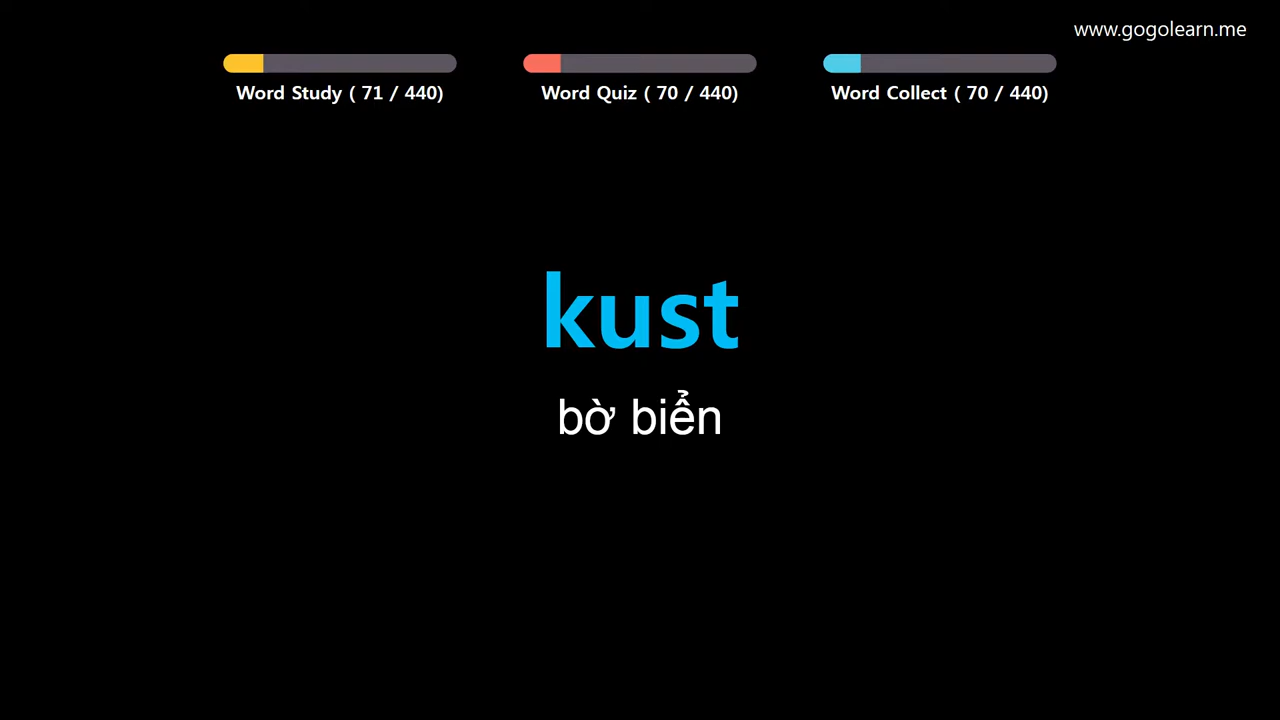 www.gogolearn.me
Word Study ( 71 / 440)
Word Quiz ( 70 / 440)
Word Collect ( 70 / 440)
kust
bờ biển